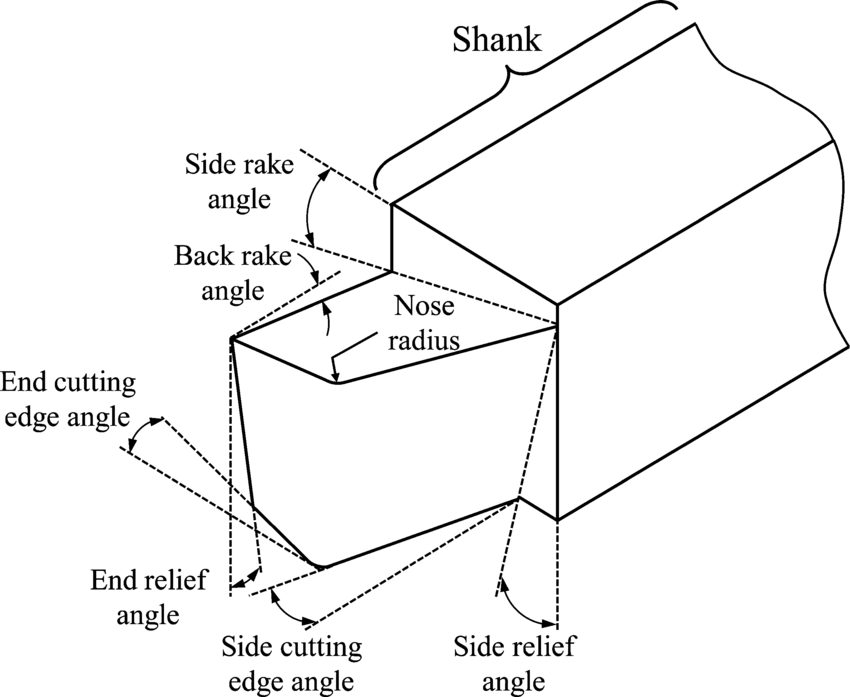 Shank
Side rake
angle
Back rake
angle
Nose
radius
End cutting
edge angle
End relief
angle
Side cutting
edge angle
Side relief
angle